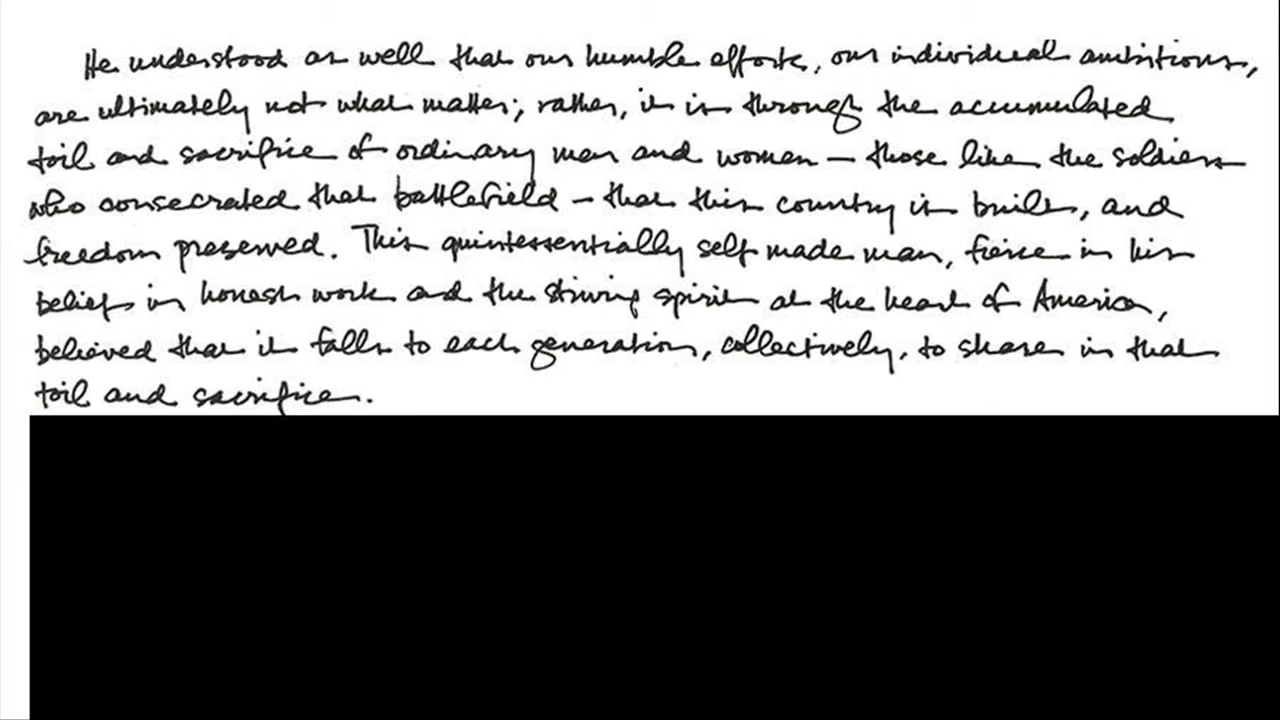 He understood as well that our humble efforts, our individual ambitions,
are ultimately not what matter; rather, it is through the accumulated
toil and sacrifice of ordinary men and women – those like the soldiers
who consecrated that battlefield – that this country is built, and
freedom preserved. This quintessentially self made man, fierce in his
belief in honest work and the striving spirit at the heart of America,
believed that it falls to each generation, collectively, to share in that
toil and sacrifice.